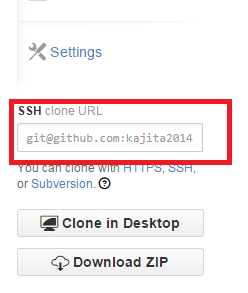 Settings
SSH clone URL
git@github.com:kajita2014
You can clone with HTTPS, SSH,
or Subversion.
Clone in Desktop
Download ZIP